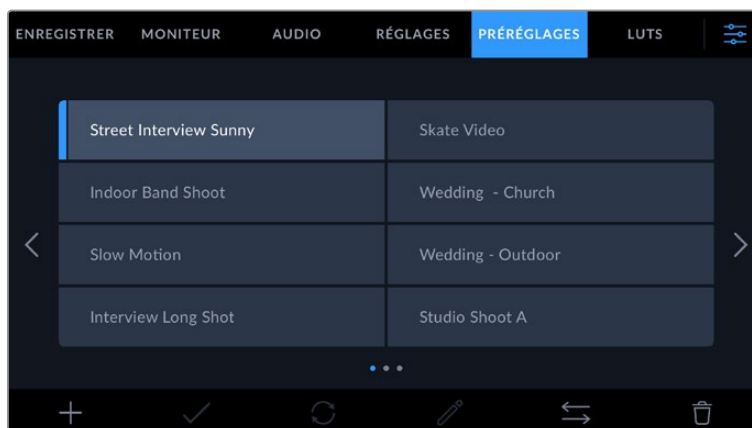 ENREGISTRER MONITEUR AUDIO RÉGLAGES PRÉRÉGLAGES LUTS
Street Interview Sunny Skate Video
Indoor Band Shoot Wedding - Church
Slow Motion Wedding - Outdoor
Interview Long Shot Studio Shoot A